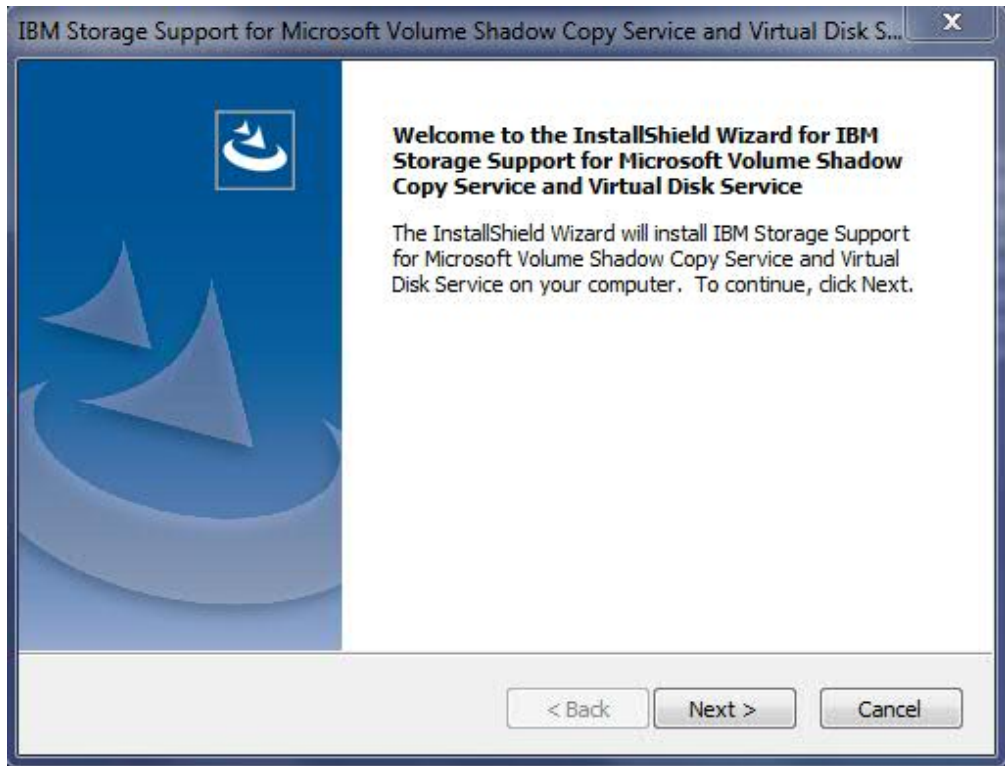 IBM Storage Support for Microsoft Volume Shadow Copy Service and Virtual Disk S...
X
Welcome to the InstallShield Wizard for IBM
Storage Support for Microsoft Volume Shadow
Copy Service and Virtual Disk Service
The InstallShield Wizard will install IBM Storage Support
for Microsoft Volume Shadow Copy Service and Virtual
Disk Service on your computer.  To continue, click Next.
< Back Next > Cancel